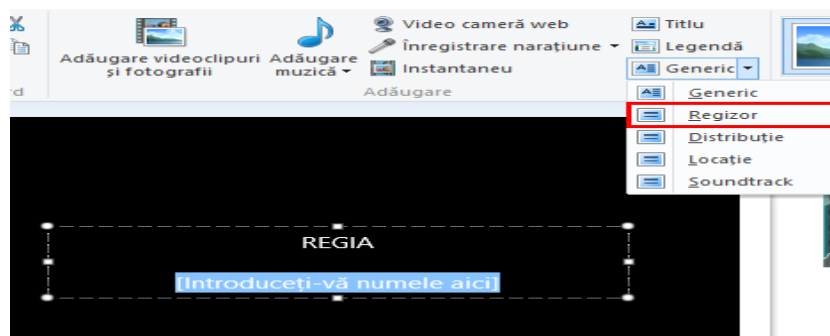 Adăugare videoclipuri și fotografii
Adăugare muzică
Video cameră web
Înregistrare narațiune
Instantaneu
Adăugare
Titlu
Legendă
Generic
Generic
Regizor
Distribuție
Locație
Soundtrack
REGIA
[Introduceți-vă numele aici]